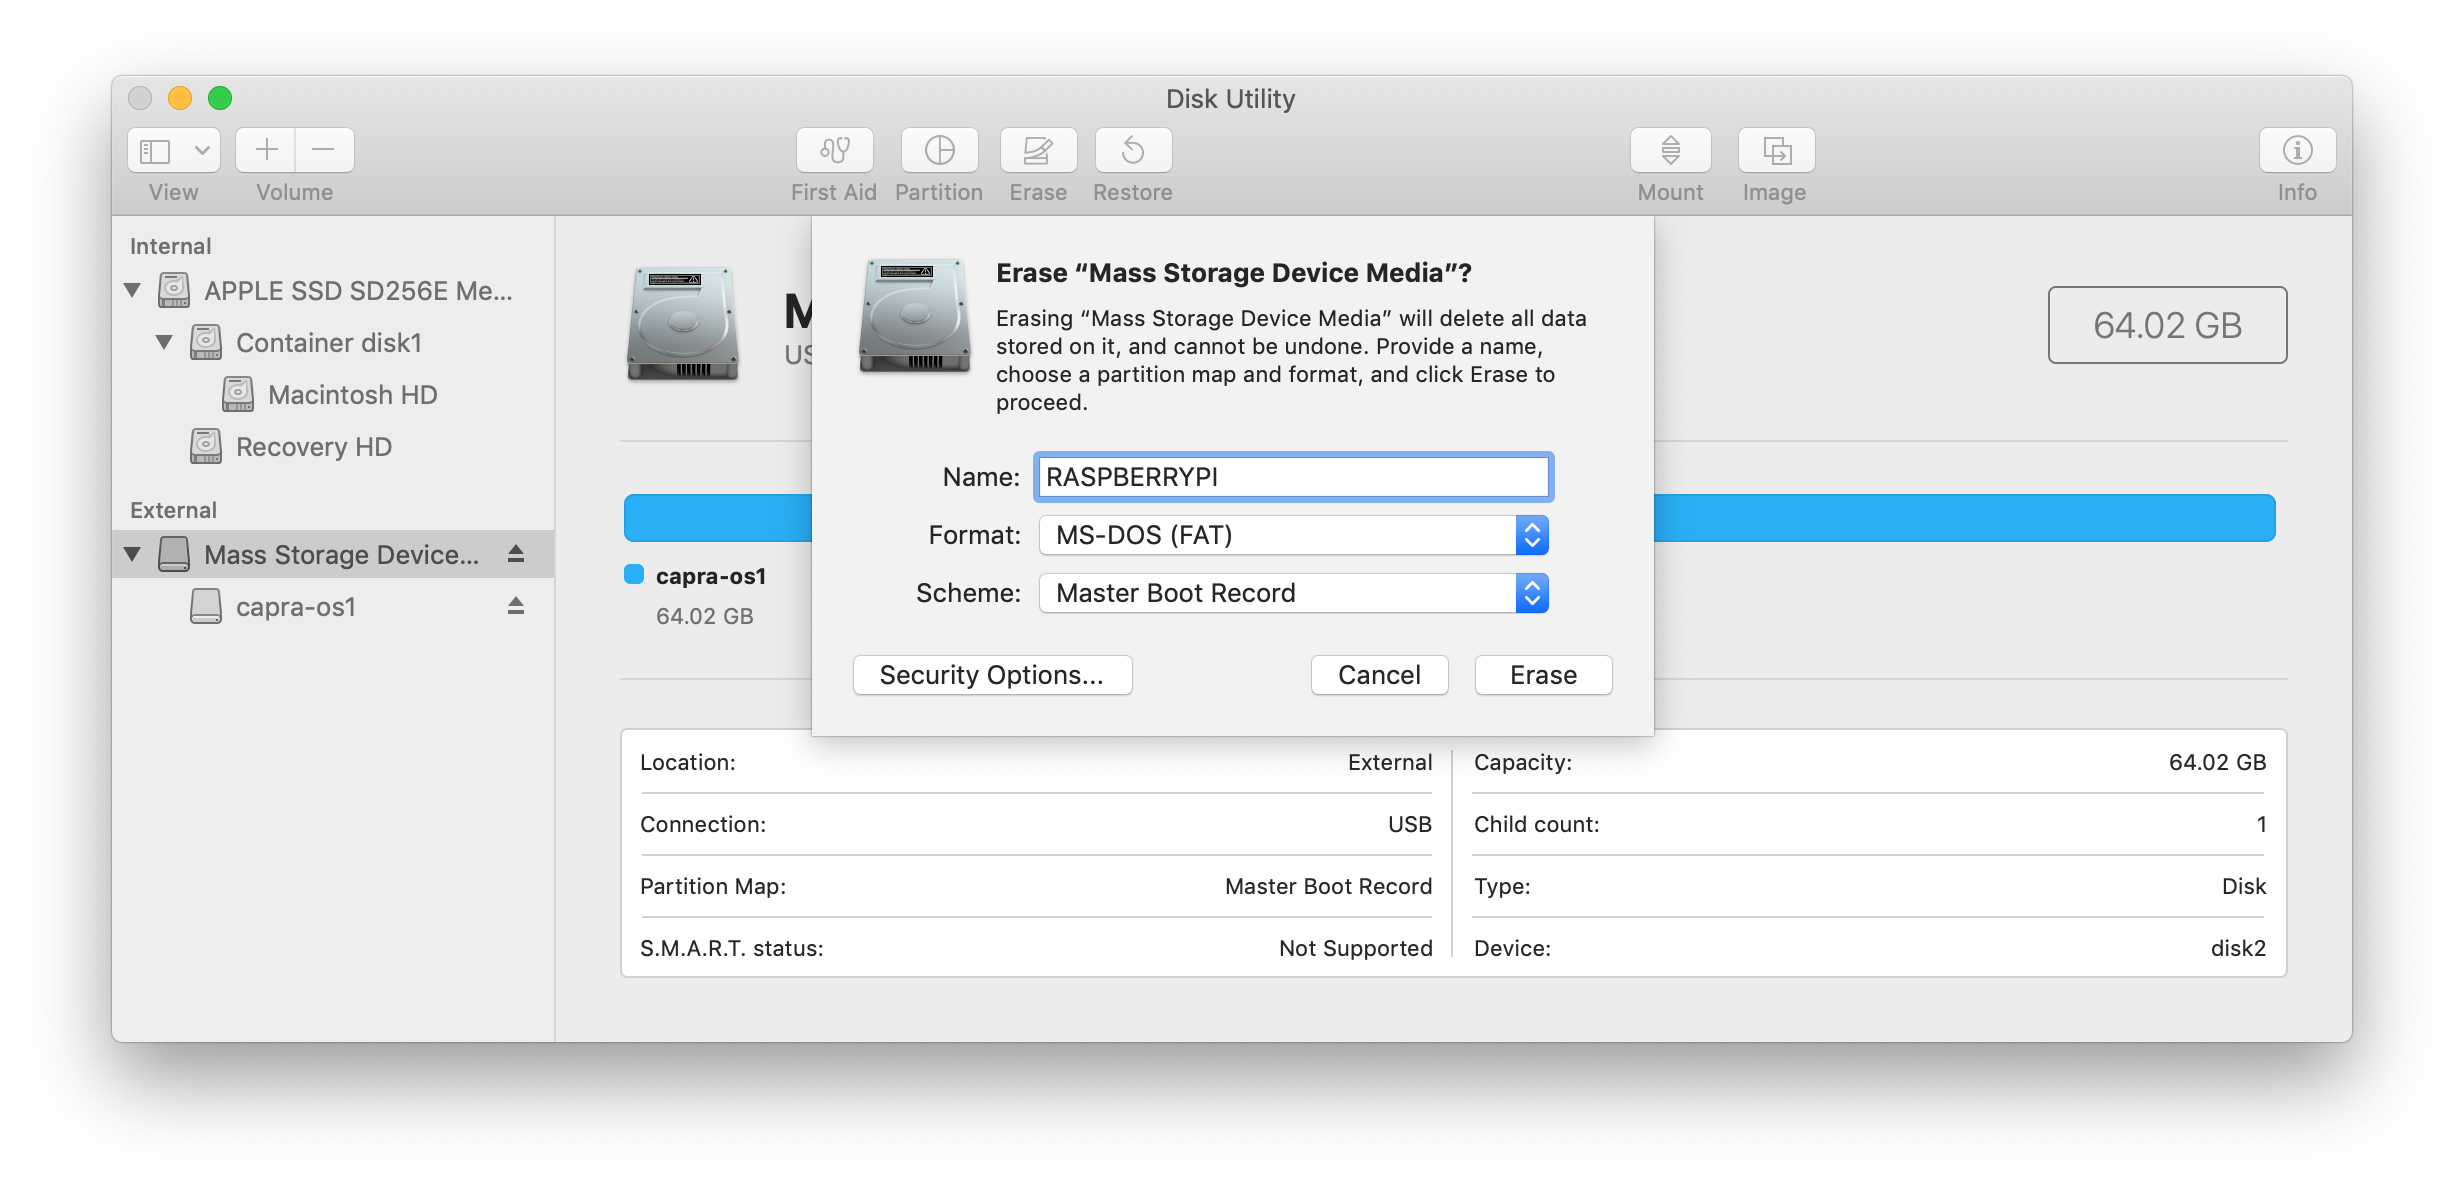 Disk Utility
View
Volume
First Aid
Partition
Erase
Restore
Mount
Image
Info
Internal
APPLE SSD SD256E Me...
Container disk1
Macintosh HD
Recovery HD
External
Mass Storage Device...
capra-os1
64.02 GB
capra-os1
64.02 GB
Erase “Mass Storage Device Media”?
Erasing “Mass Storage Device Media” will delete all data
stored on it, and cannot be undone. Provide a name,
choose a partition map and format, and click Erase to
proceed.
Name: RASPBERRYPI
Format: MS-DOS (FAT)
Scheme: Master Boot Record
Security Options...
Cancel
Erase
Location: External
Connection: USB
Partition Map: Master Boot Record
S.M.A.R.T. status: Not Supported
Capacity: 64.02 GB
Child count: 1
Type: Disk
Device: disk2